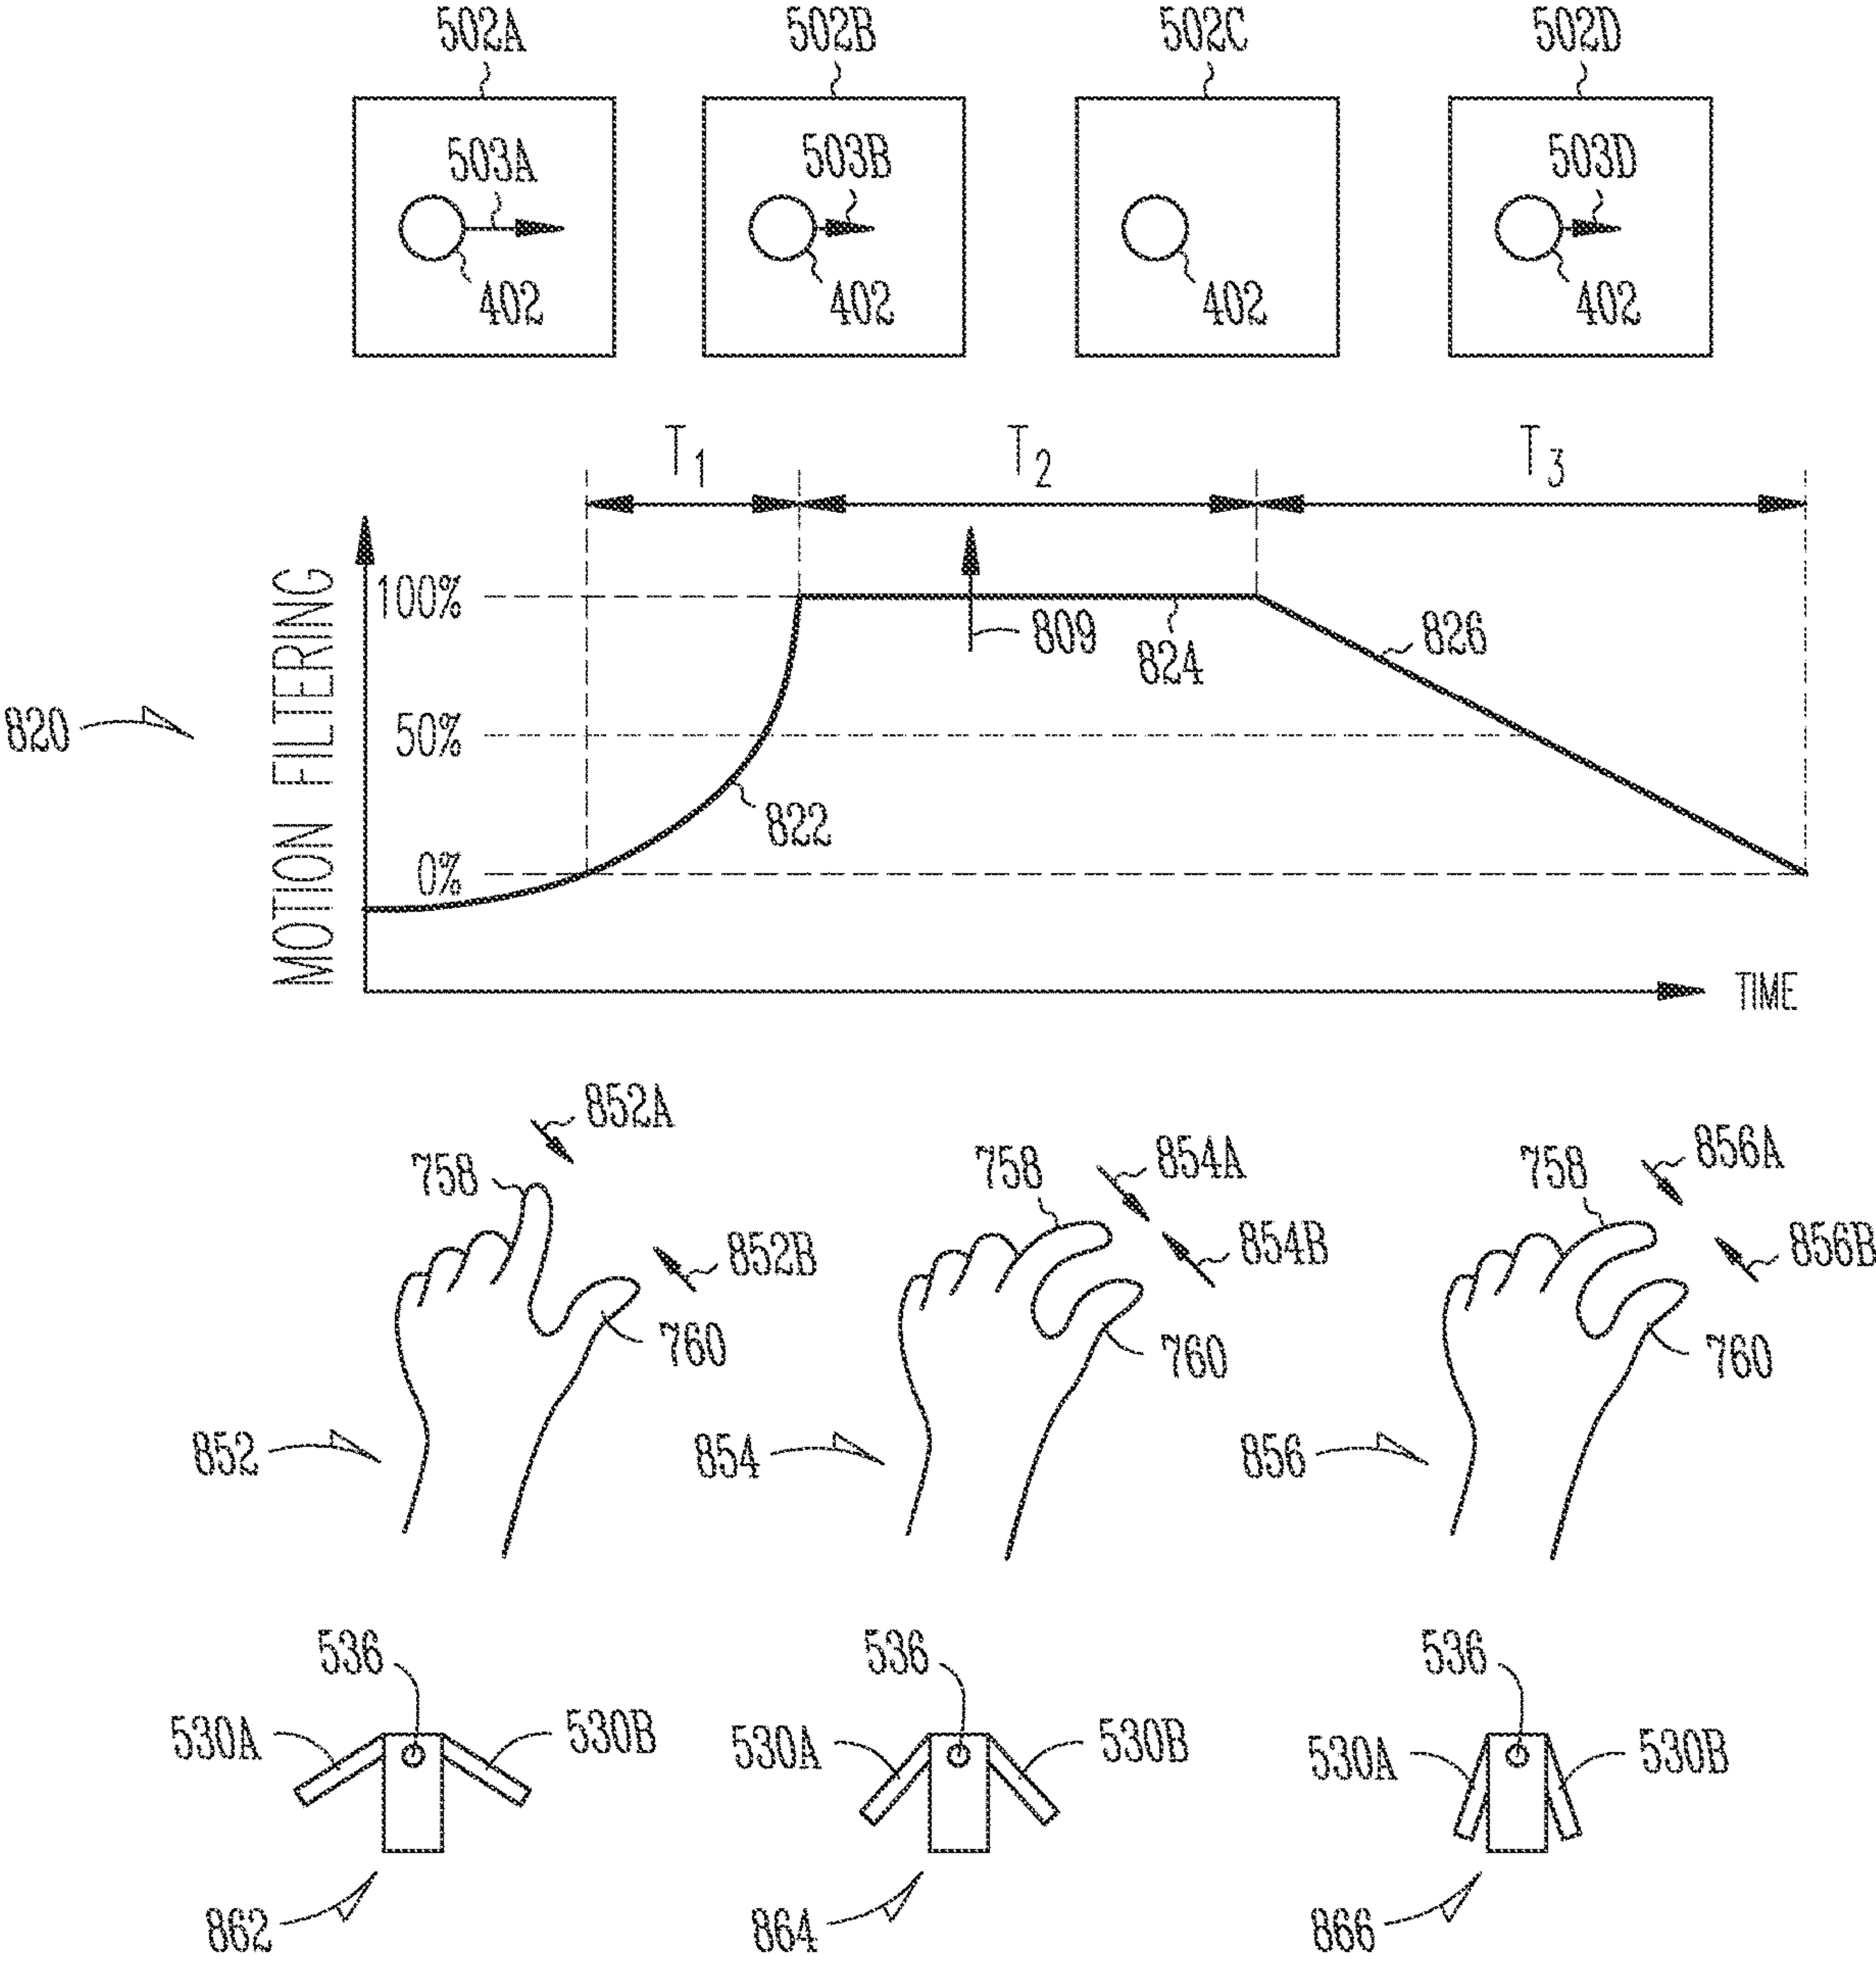 502A 502B 502C 502D
503A 503B 503D
402 402 402 402
T1 T2 T3
100%
809
824
826
50%
820
822
0%
MOTION FILTERING
TIME
852A 854A 856A
758 758 758
852B 854B 856B
760 760 760
852 854 856
536 536 536
530A 530B 530A 530B 530A 530B
862 864 866